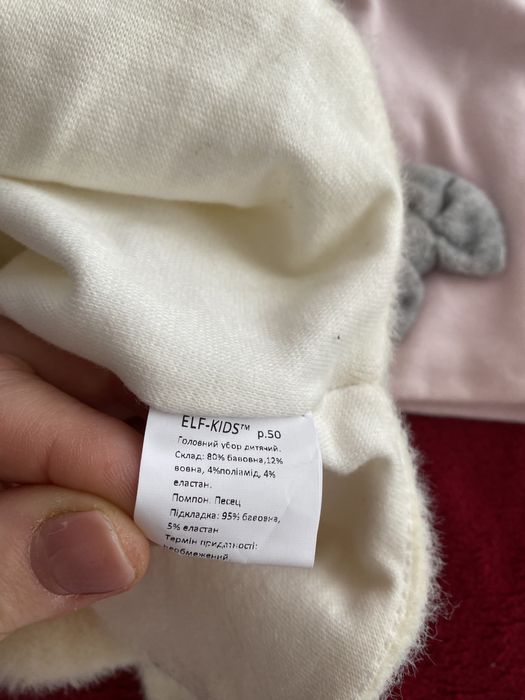 ELF-KIDS™ р.50
Головний убор дитячий.
Склад: 80% бавовна,12%
вовна, 4%поліамід, 4%
еластан.
Помпон. Песец
Підкладка: 95% бавовна,
5% еластан
Термін придатності:
необмежений